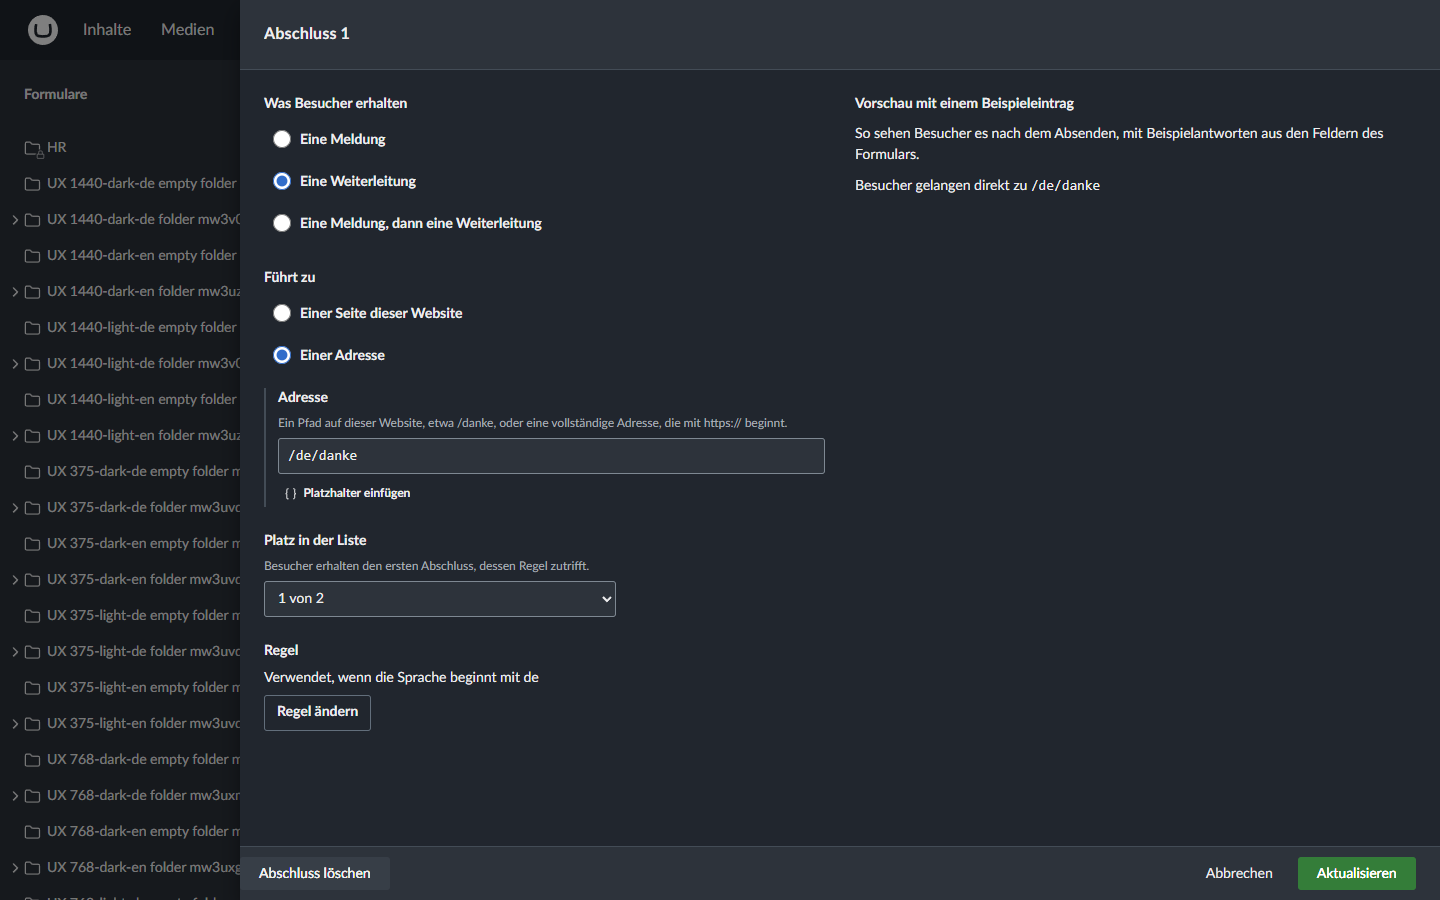 Inhalte
Medien
Formulare
HR
UX 1440-dark-de empty folder
UX 1440-dark-de folder
UX 1440-dark-en empty folder
UX 1440-dark-en folder
UX 1440-light-de empty folder
UX 1440-light-de folder
UX 1440-light-en empty folder
UX 1440-light-en folder
UX 375-dark-de empty folder
UX 375-dark-de folder
UX 375-dark-en empty folder
UX 375-dark-en folder
UX 375-light-de empty folder
UX 375-light-de folder
UX 375-light-en empty folder
UX 375-light-en folder
UX 768-dark-de empty folder
UX 768-dark-de folder
UX 768-dark-en empty folder
UX 768-dark-en folder
Abschluss 1
Was Besucher erhalten
Eine Meldung
Eine Weiterleitung
Eine Meldung, dann eine Weiterleitung
Führt zu
Einer Seite dieser Website
Einer Adresse
Adresse
Ein Pfad auf dieser Website, etwa /danke, oder eine vollständige Adresse, die mit https:// beginnt.
/de/danke
{ } Platzhalter einfügen
Platz in der Liste
Besucher erhalten den ersten Abschluss, dessen Regel zutrifft.
1 von 2
Regel
Verwendet, wenn die Sprache beginnt mit de
Regel ändern
Vorschau mit einem Beispieleintrag
So sehen Besucher es nach dem Absenden, mit Beispielantworten aus den Feldern des
Formulars.
Besucher gelangen direkt zu /de/danke
Abschluss löschen
Abbrechen
Aktualisieren